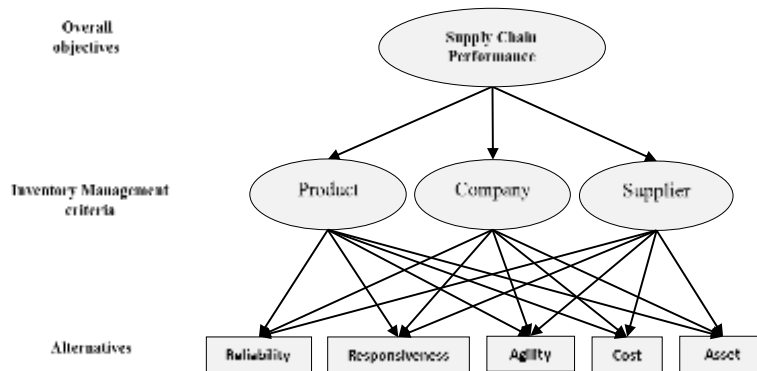 Overall
objectives
Supply Chain
Performance
Inventory Management
criteria
Product
Company
Supplier
Alternatives
Reliability
Responsiveness
Agility
Cost
Asset